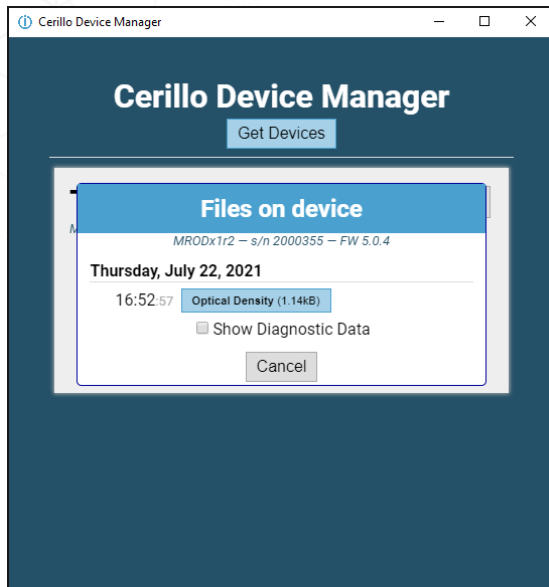 Cerillo Device Manager
Cerillo Device Manager
Get Devices
Files on device
MRODx1r2 — s/n 2000355 — FW 5.0.4
Thursday, July 22, 2021
16:52:57 Optical Density (1.14kB)
Show Diagnostic Data
Cancel